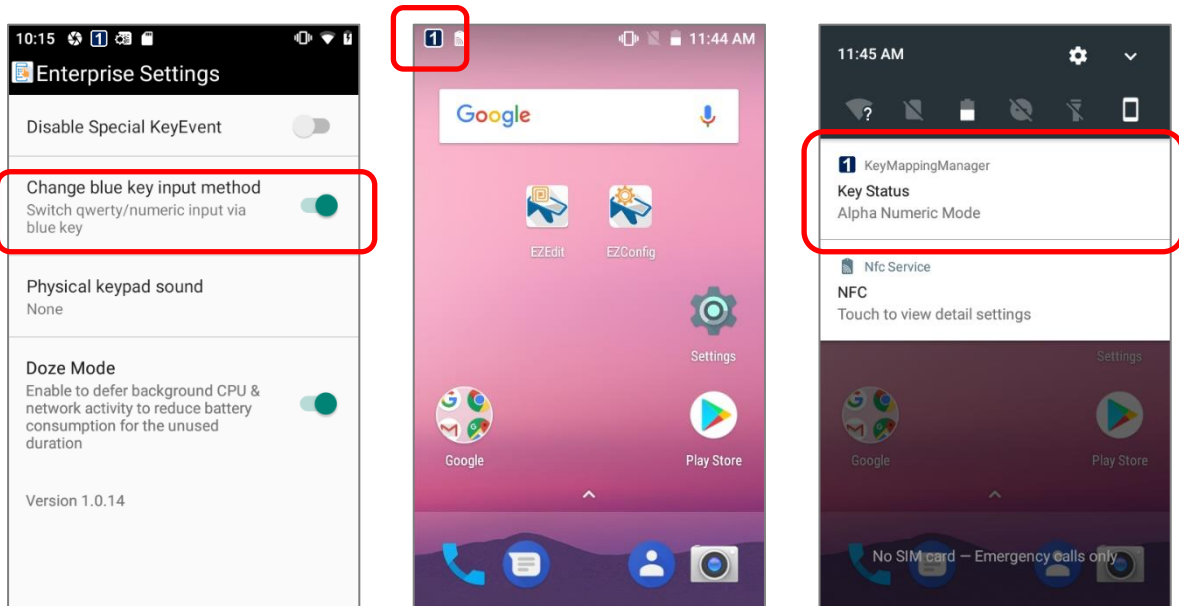 10:15 1
Enterprise Settings
Disable Special KeyEvent
Change blue key input method
Switch qwerty/numeric input via
blue key
Physical keypad sound
None
Doze Mode
Enable to defer background CPU &
network activity to reduce battery
consumption for the unused
duration
Version 1.0.14
1 11:44 AM
Google
EZEdit EZConfig
Settings
Google Play Store
11:45 AM
?
1 KeyMappingManager
Key Status
Alpha Numeric Mode
Nfc Service
NFC
Touch to view detail settings
Settings
Google Play Store
No SIM card — Emergency calls only